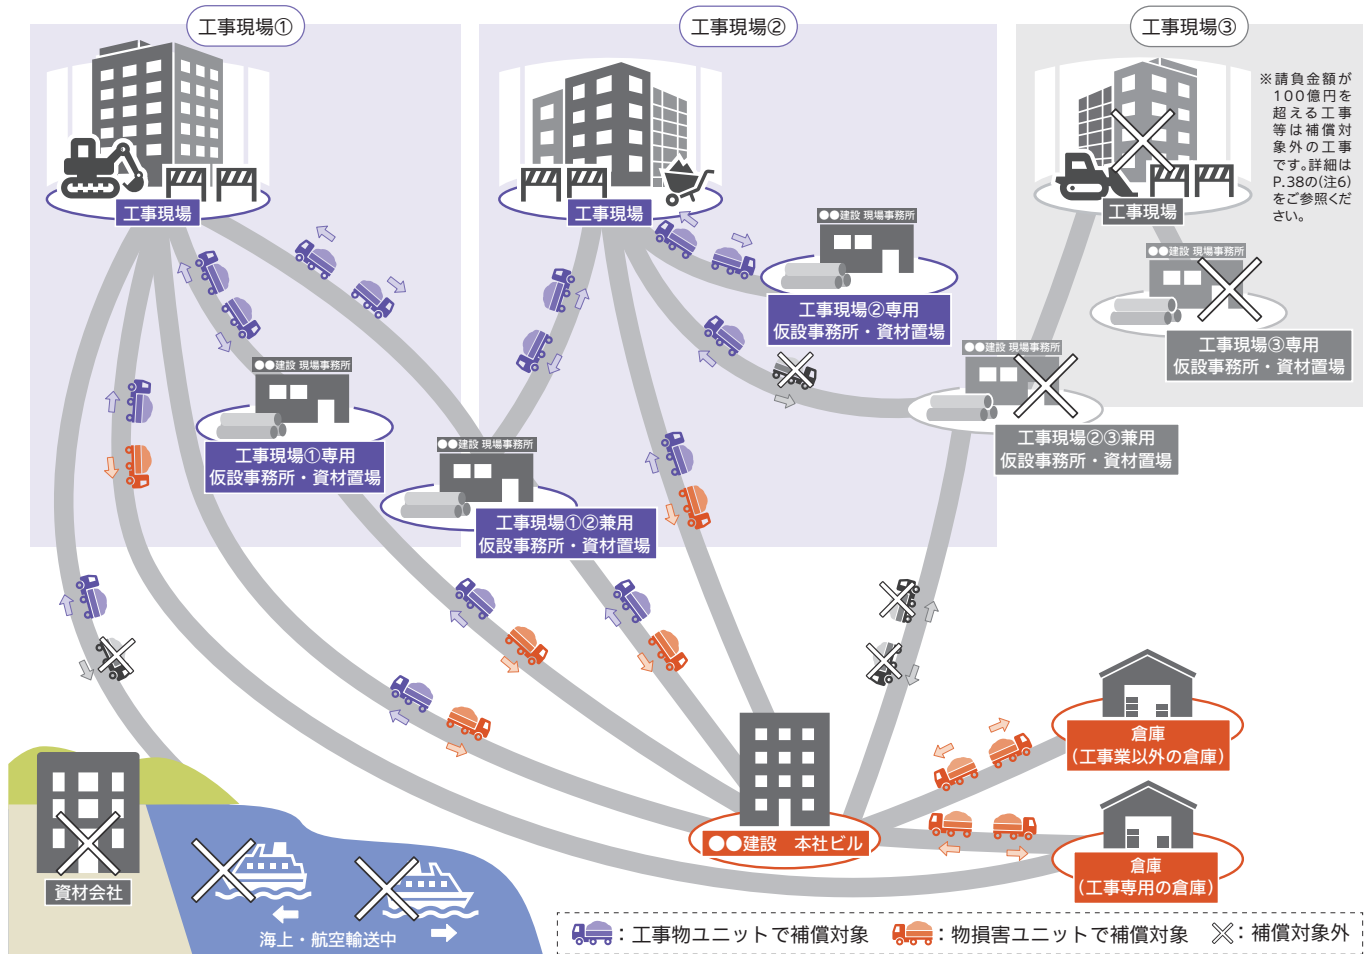 工事現場①
工事現場②
工事現場③
※請負金額が
100億円を
超える工事
等は補償対
象外の工事
です。詳細は
P.38の(注6)
をご参照くだ
さい。
工事現場
工事現場
工事現場
●●建設 現場事務所
工事現場②専用
仮設事務所・資材置場
●●建設 現場事務所
工事現場③専用
仮設事務所・資材置場
●●建設 現場事務所
工事現場①専用
仮設事務所・資材置場
●●建設 現場事務所
工事現場②③兼用
仮設事務所・資材置場
●●建設 現場事務所
工事現場①②兼用
仮設事務所・資材置場
倉庫
(工事業以外の倉庫)
●●建設 本社ビル
倉庫
(工事専用の倉庫)
資材会社
海上・航空輸送中
：工事物ユニットで補償対象
：物損害ユニットで補償対象
：補償対象外